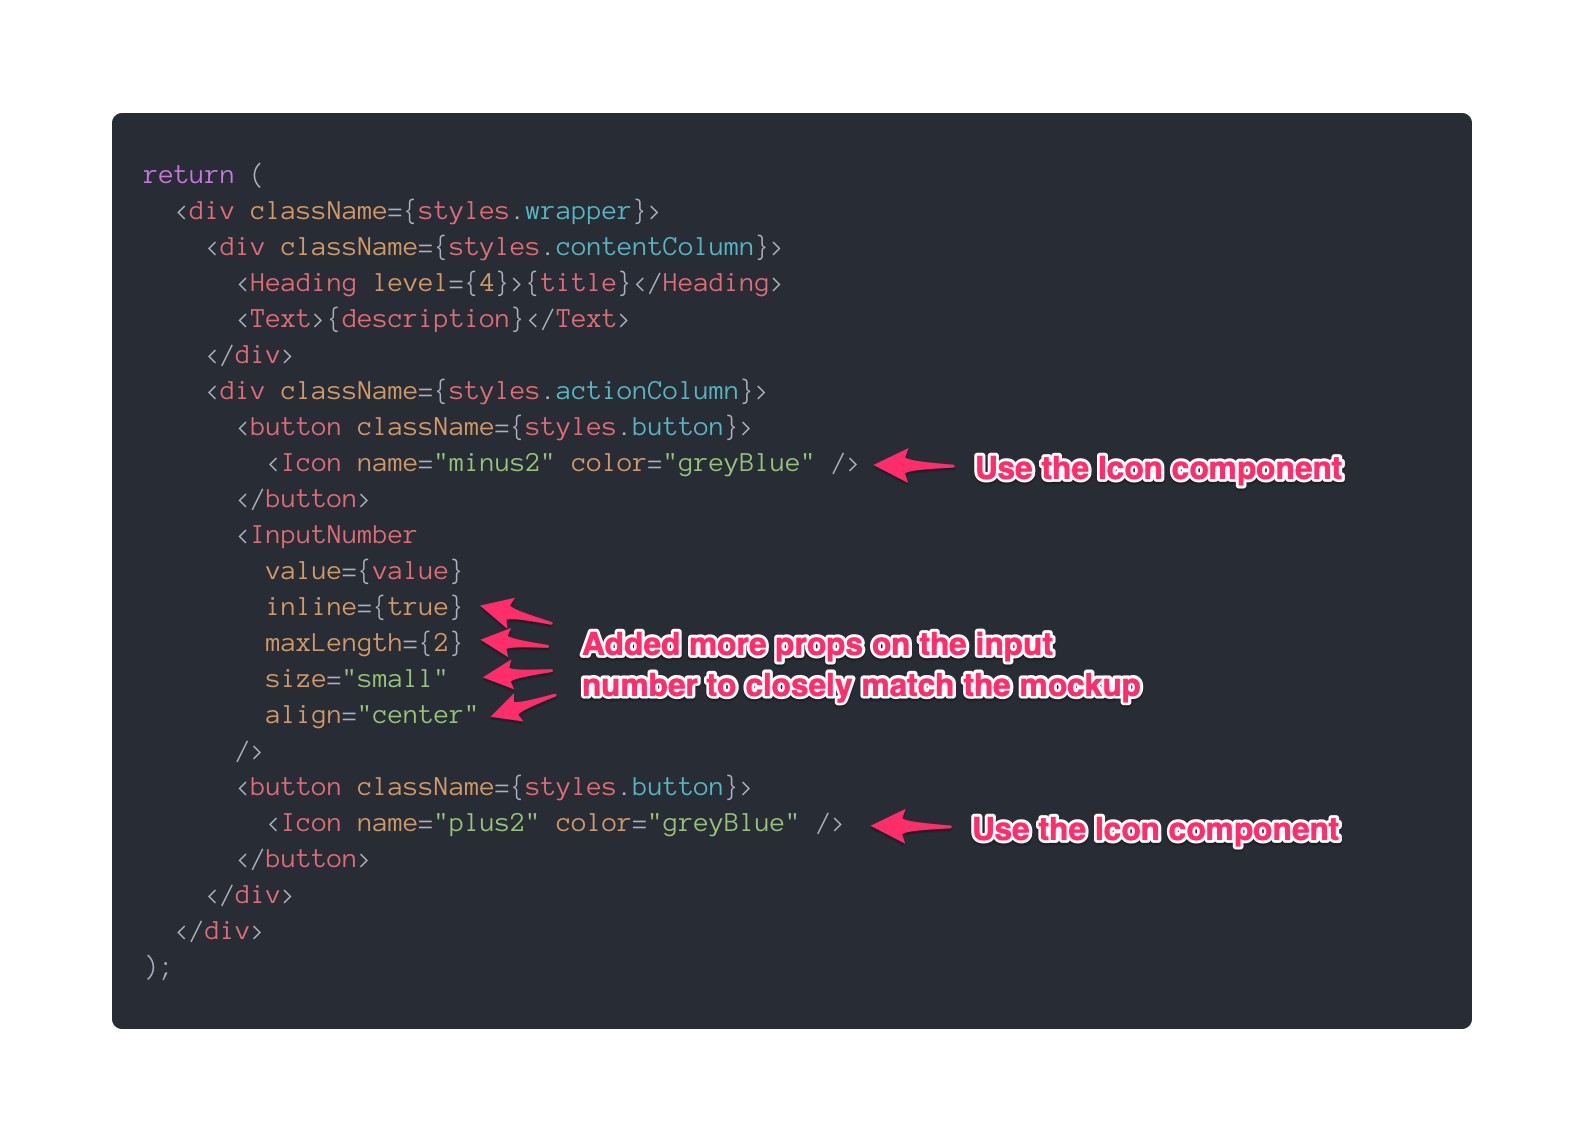 return (
  <div className={styles.wrapper}>
    <div className={styles.contentColumn}>
      <Heading level={4}>{title}</Heading>
      <Text>{description}</Text>
    </div>
    <div className={styles.actionColumn}>
      <button className={styles.button}>
        <Icon name="minus2" color="greyBlue" />
Use the Icon component
      </button>
      <InputNumber
        value={value}
        inline={true}
        maxLength={2}
        size="small"
        align="center"
Added more props on the input
number to closely match the mockup
      />
      <button className={styles.button}>
        <Icon name="plus2" color="greyBlue" />
Use the Icon component
      </button>
    </div>
  </div>
);